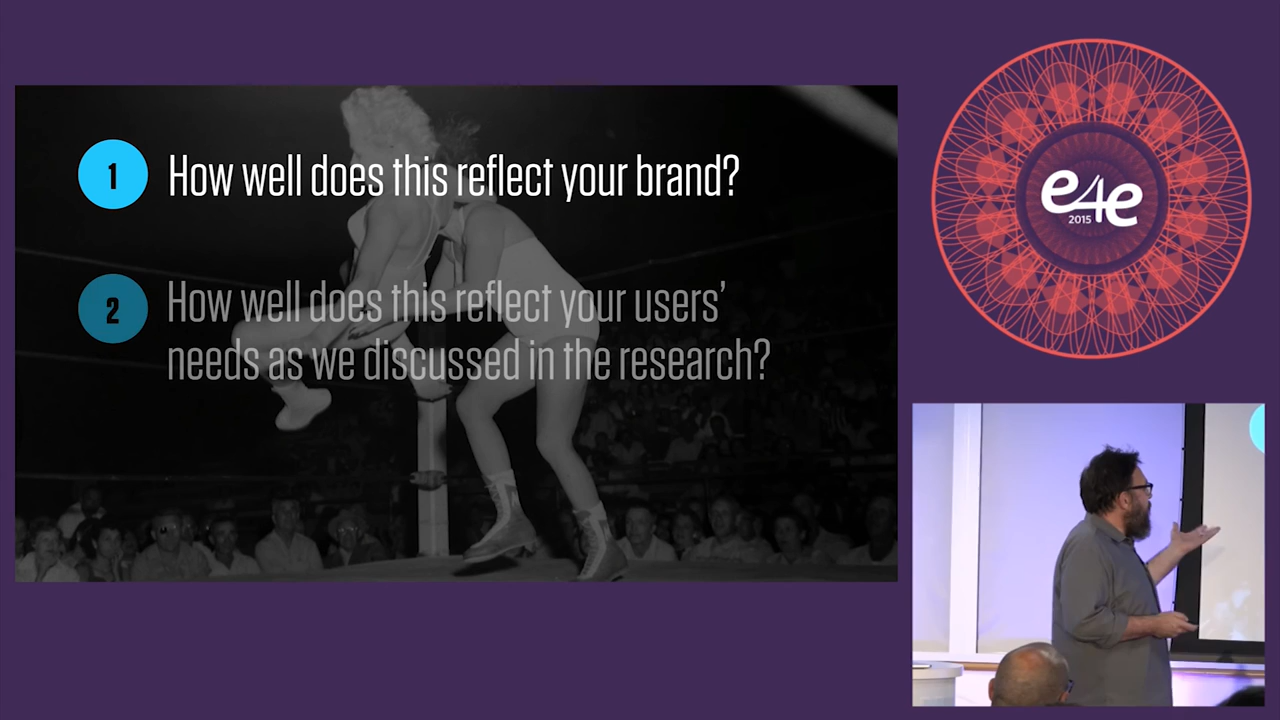 1
How well does this reflect your brand?
2
How well does this reflect your users’
needs as we discussed in the research?
e4e
2015